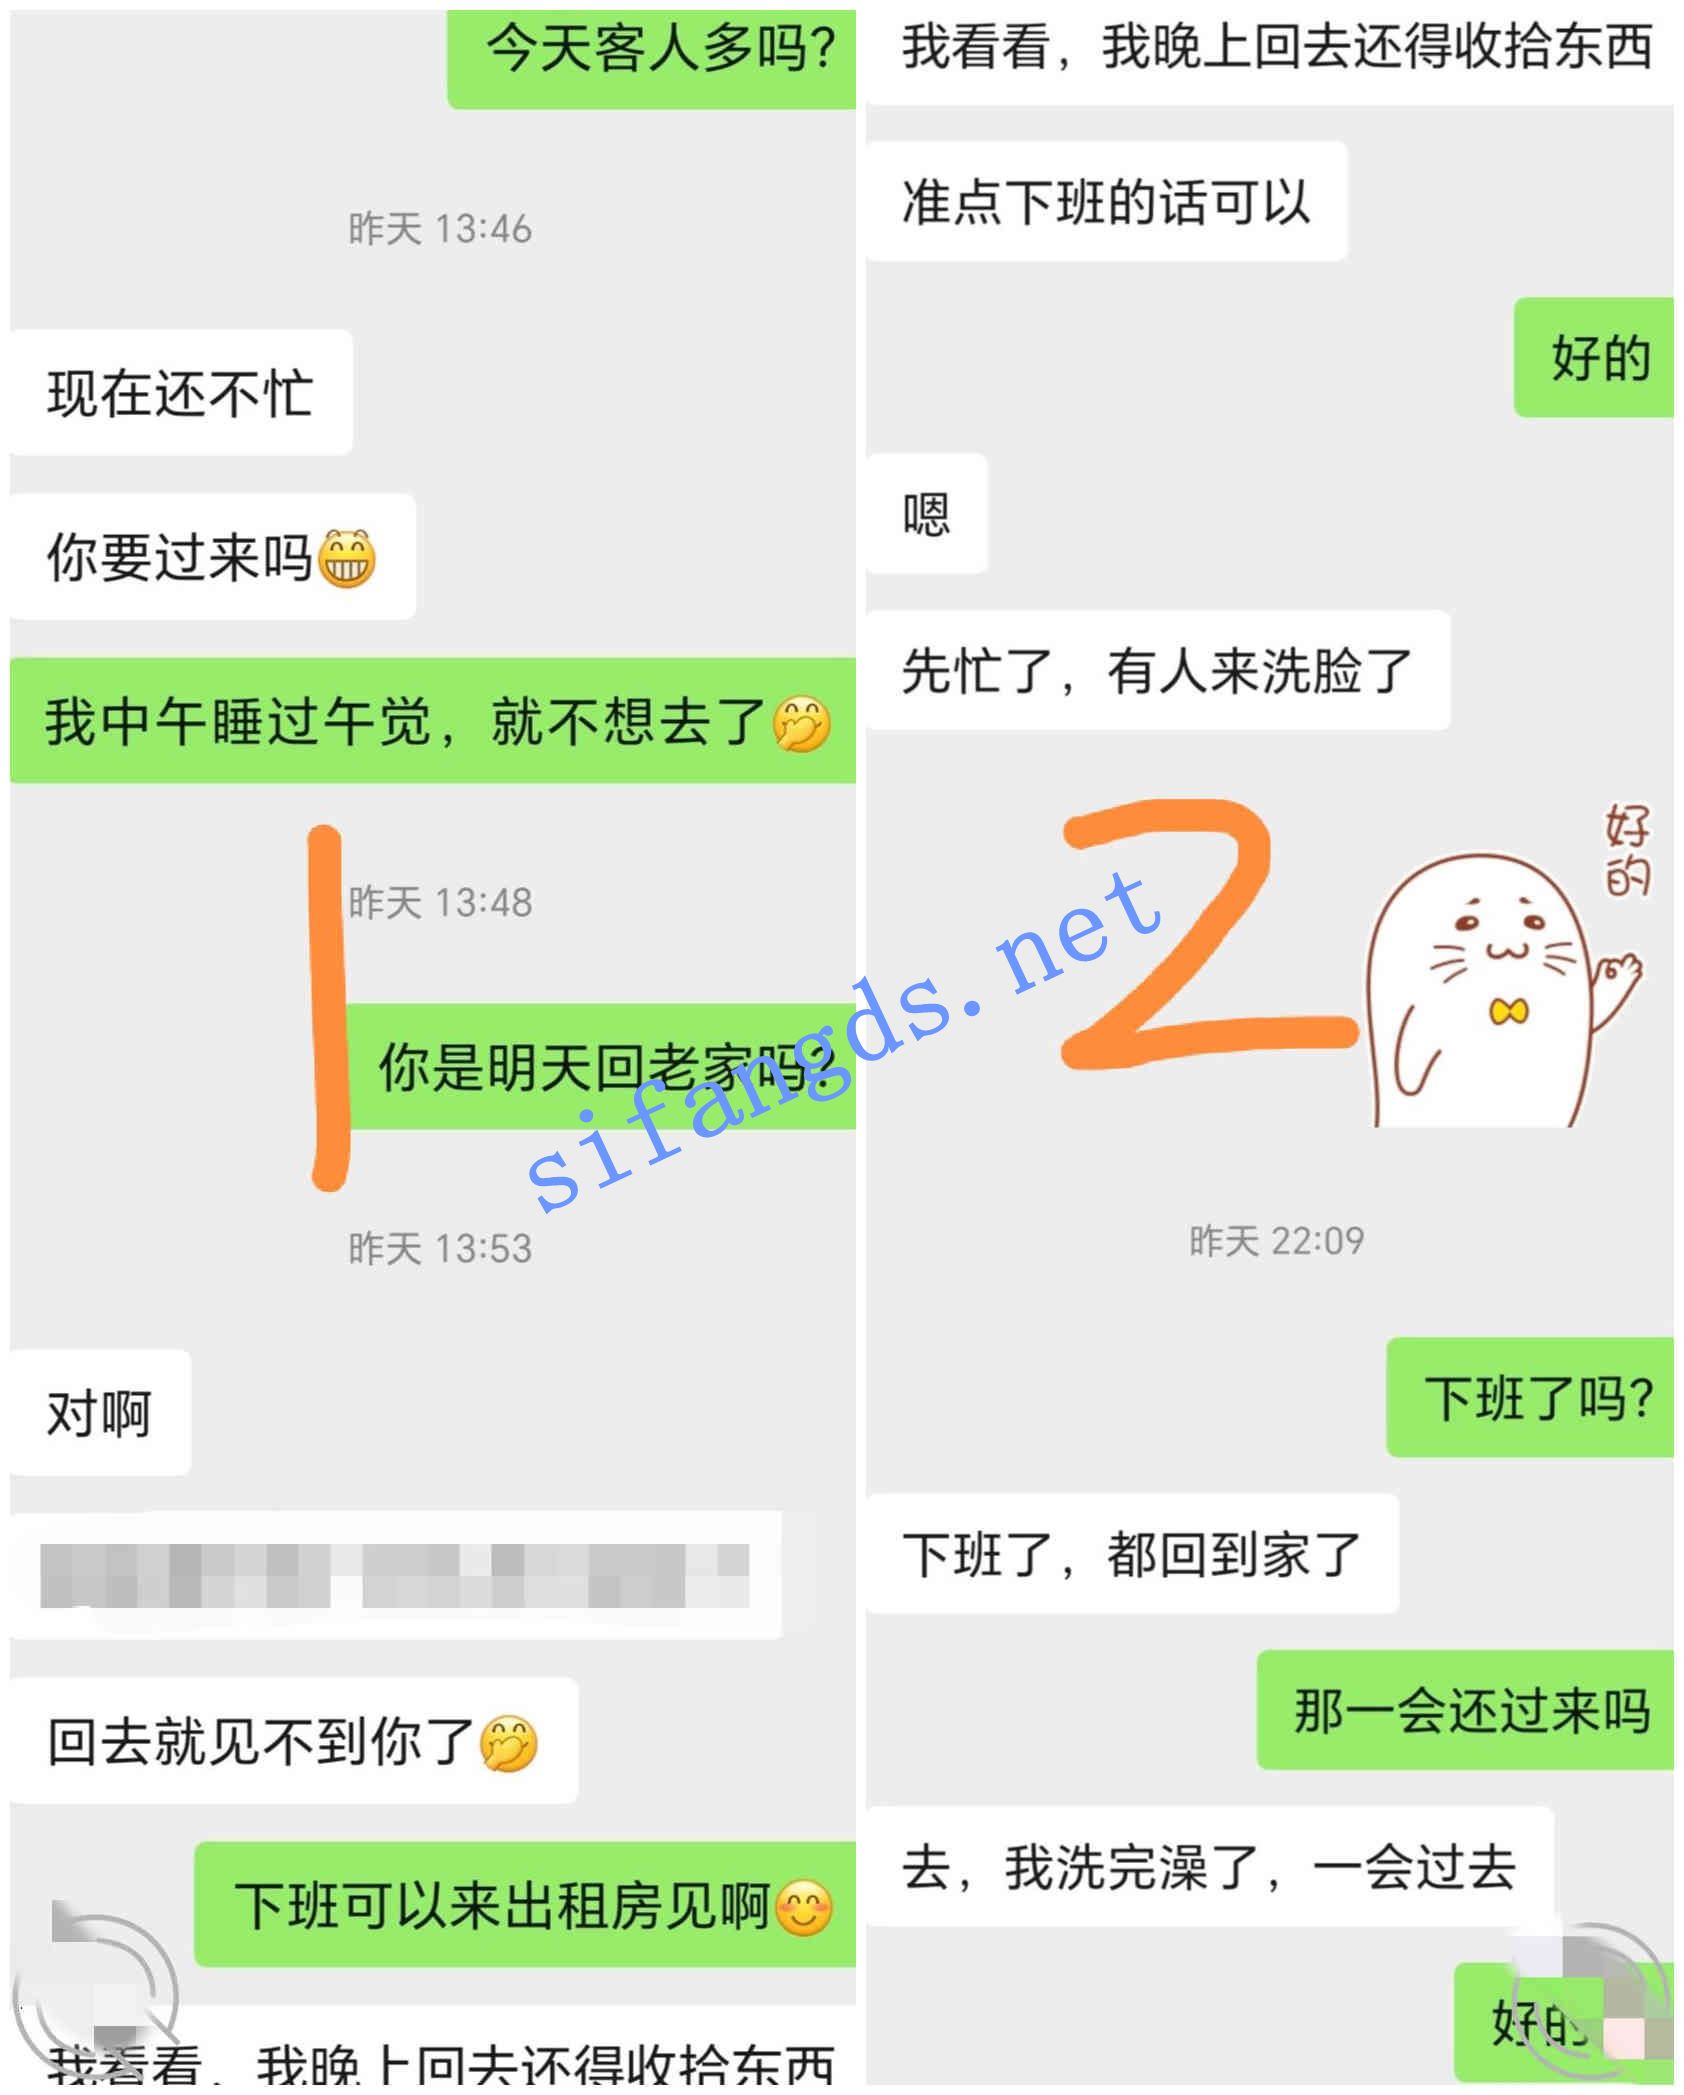 今天客人多吗?
昨天 13:46
现在还不忙
你要过来吗
我中午睡过午觉，就不想去了
1
昨天 13:48
你是明天回老家吗?
昨天 13:53
对啊
回去就见不到你了
下班可以来出租房见啊
我看看，我晚上回去还得收拾东西
我看看，我晚上回去还得收拾东西
准点下班的话可以
好的
嗯
先忙了，有人来洗脸了
2
好的
昨天 22:09
下班了吗?
下班了，都回到家了
那一会还过来吗
去，我洗完澡了，一会过去
好的
sifangds.net